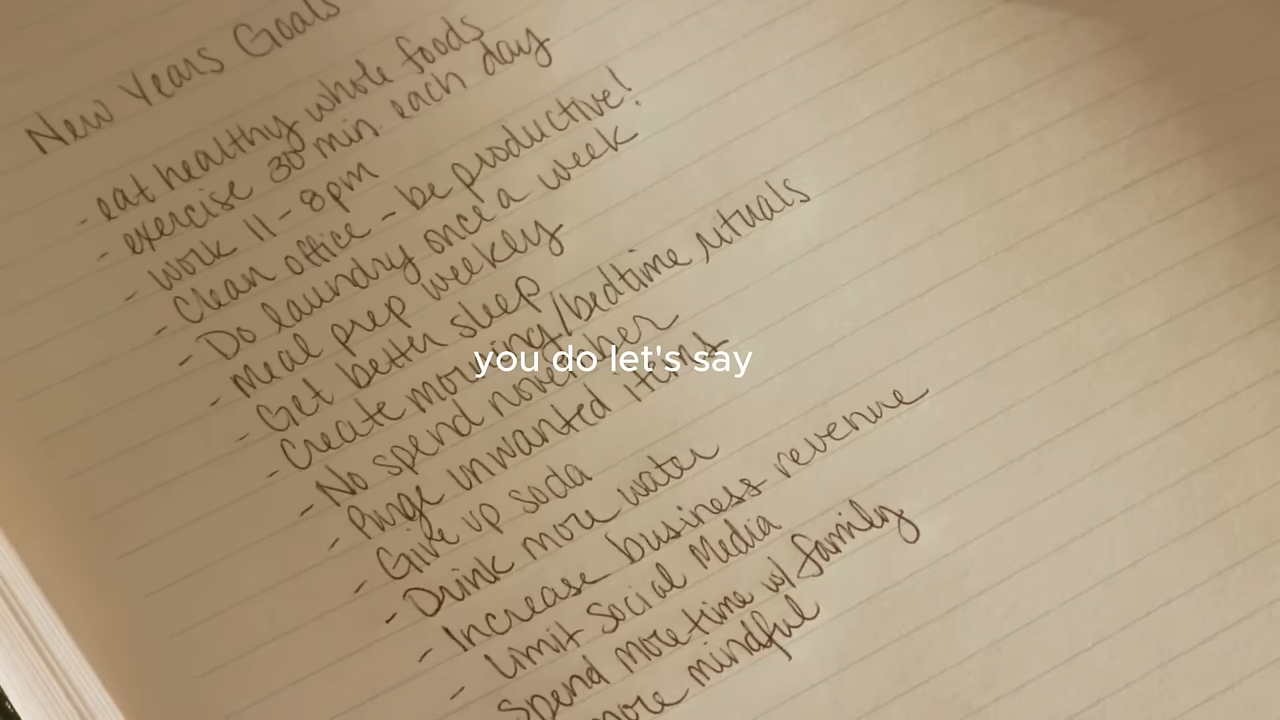 New Years Goals
- eat healthy whole foods
- exercise 30 min each day
- work 11-8pm
- Clean office - be productive!
- Do laundry once a week
- meal prep weekly
- Get better sleep
- Create morning/bedtime rituals
- No spend november
- Purge unwanted items
- Give up soda
- Drink more water
- Increase business revenue
- Limit Social Media
Spend more time w/ family
more mindful
you do let's say